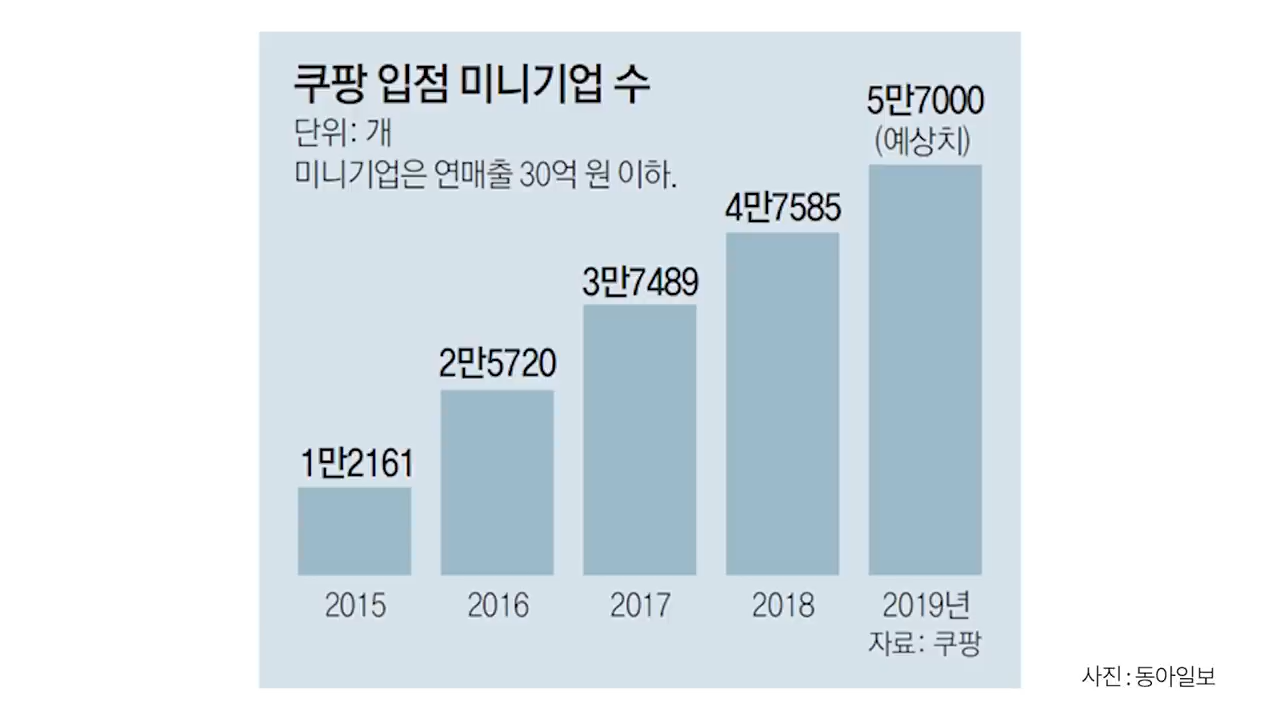 쿠팡 입점 미니기업 수
단위: 개
미니기업은 연매출 30억 원 이하.
1만2161
2만5720
3만7489
4만7585
5만7000
(예상치)
2015 2016 2017 2018 2019년
자료: 쿠팡
사진 : 동아일보